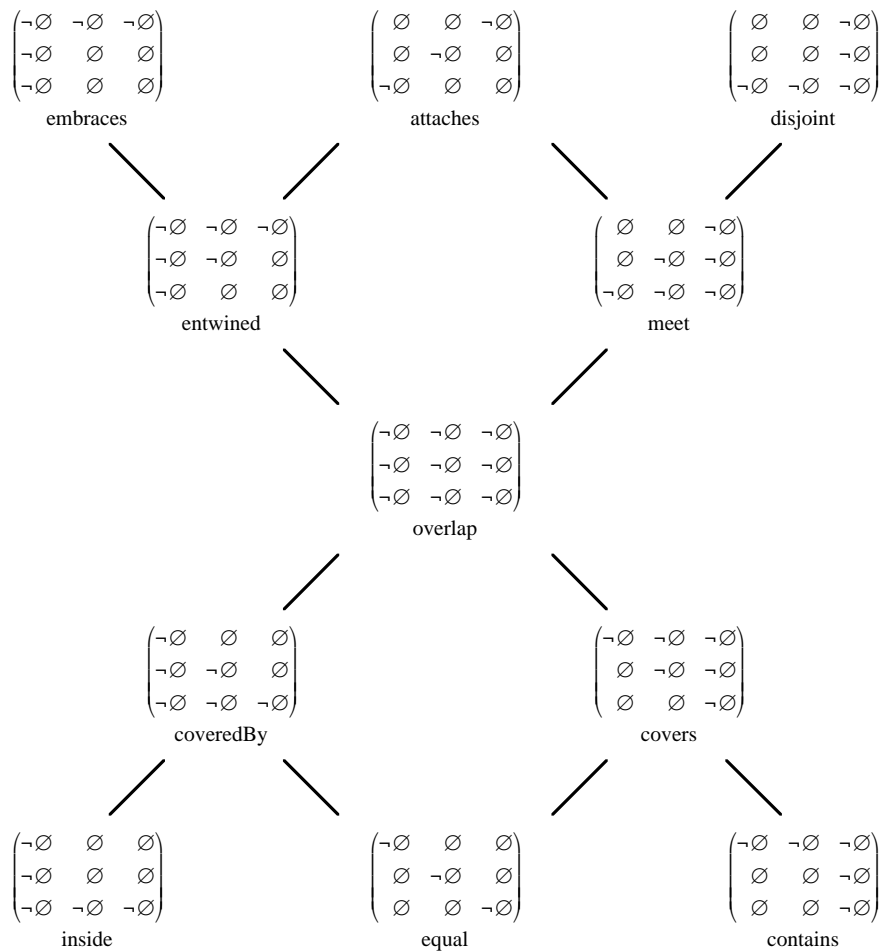 ¬∅ ¬∅ ¬∅ ∅ ∅ ¬∅ ∅ ∅ ¬∅
¬∅ ∅ ∅ ∅ ¬∅ ∅ ∅ ∅ ¬∅
¬∅ ∅ ∅ ¬∅ ∅ ∅ ¬∅ ¬∅ ¬∅
embraces attaches disjoint
¬∅ ¬∅ ¬∅ ∅ ∅ ¬∅
¬∅ ¬∅ ∅ ∅ ¬∅ ¬∅
¬∅ ∅ ∅ ¬∅ ¬∅ ¬∅
entwined meet
¬∅ ¬∅ ¬∅
¬∅ ¬∅ ¬∅
¬∅ ¬∅ ¬∅
overlap
¬∅ ∅ ∅ ¬∅ ¬∅ ¬∅
¬∅ ¬∅ ∅ ∅ ¬∅ ¬∅
¬∅ ¬∅ ¬∅ ∅ ∅ ¬∅
coveredBy covers
¬∅ ∅ ∅ ¬∅ ∅ ∅ ¬∅ ¬∅ ¬∅
¬∅ ∅ ∅ ∅ ¬∅ ∅ ∅ ∅ ¬∅
¬∅ ¬∅ ¬∅ ∅ ∅ ¬∅ ∅ ∅ ¬∅
inside equal contains